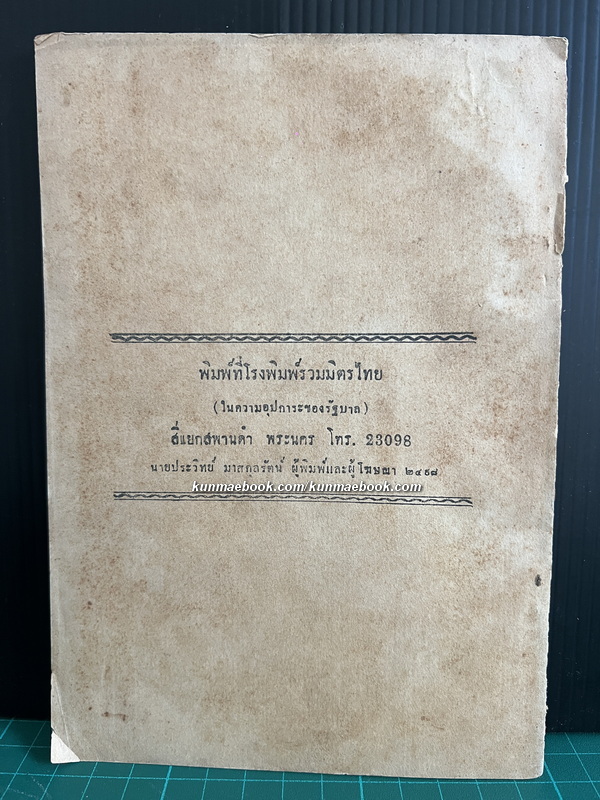 พิมพ์ที่โรงพิมพ์รวมมิตรไทย
(ในความอุปการะของรัฐบาล)
สี่แยกสพานดำ พระนคร โทร. 23098
นายประวิทย์ มาสกลรัตน์ ผู้พิมพ์และผู้โฆษณา ๒๔๙๘
kunmaebook.com/kunmaebook.com